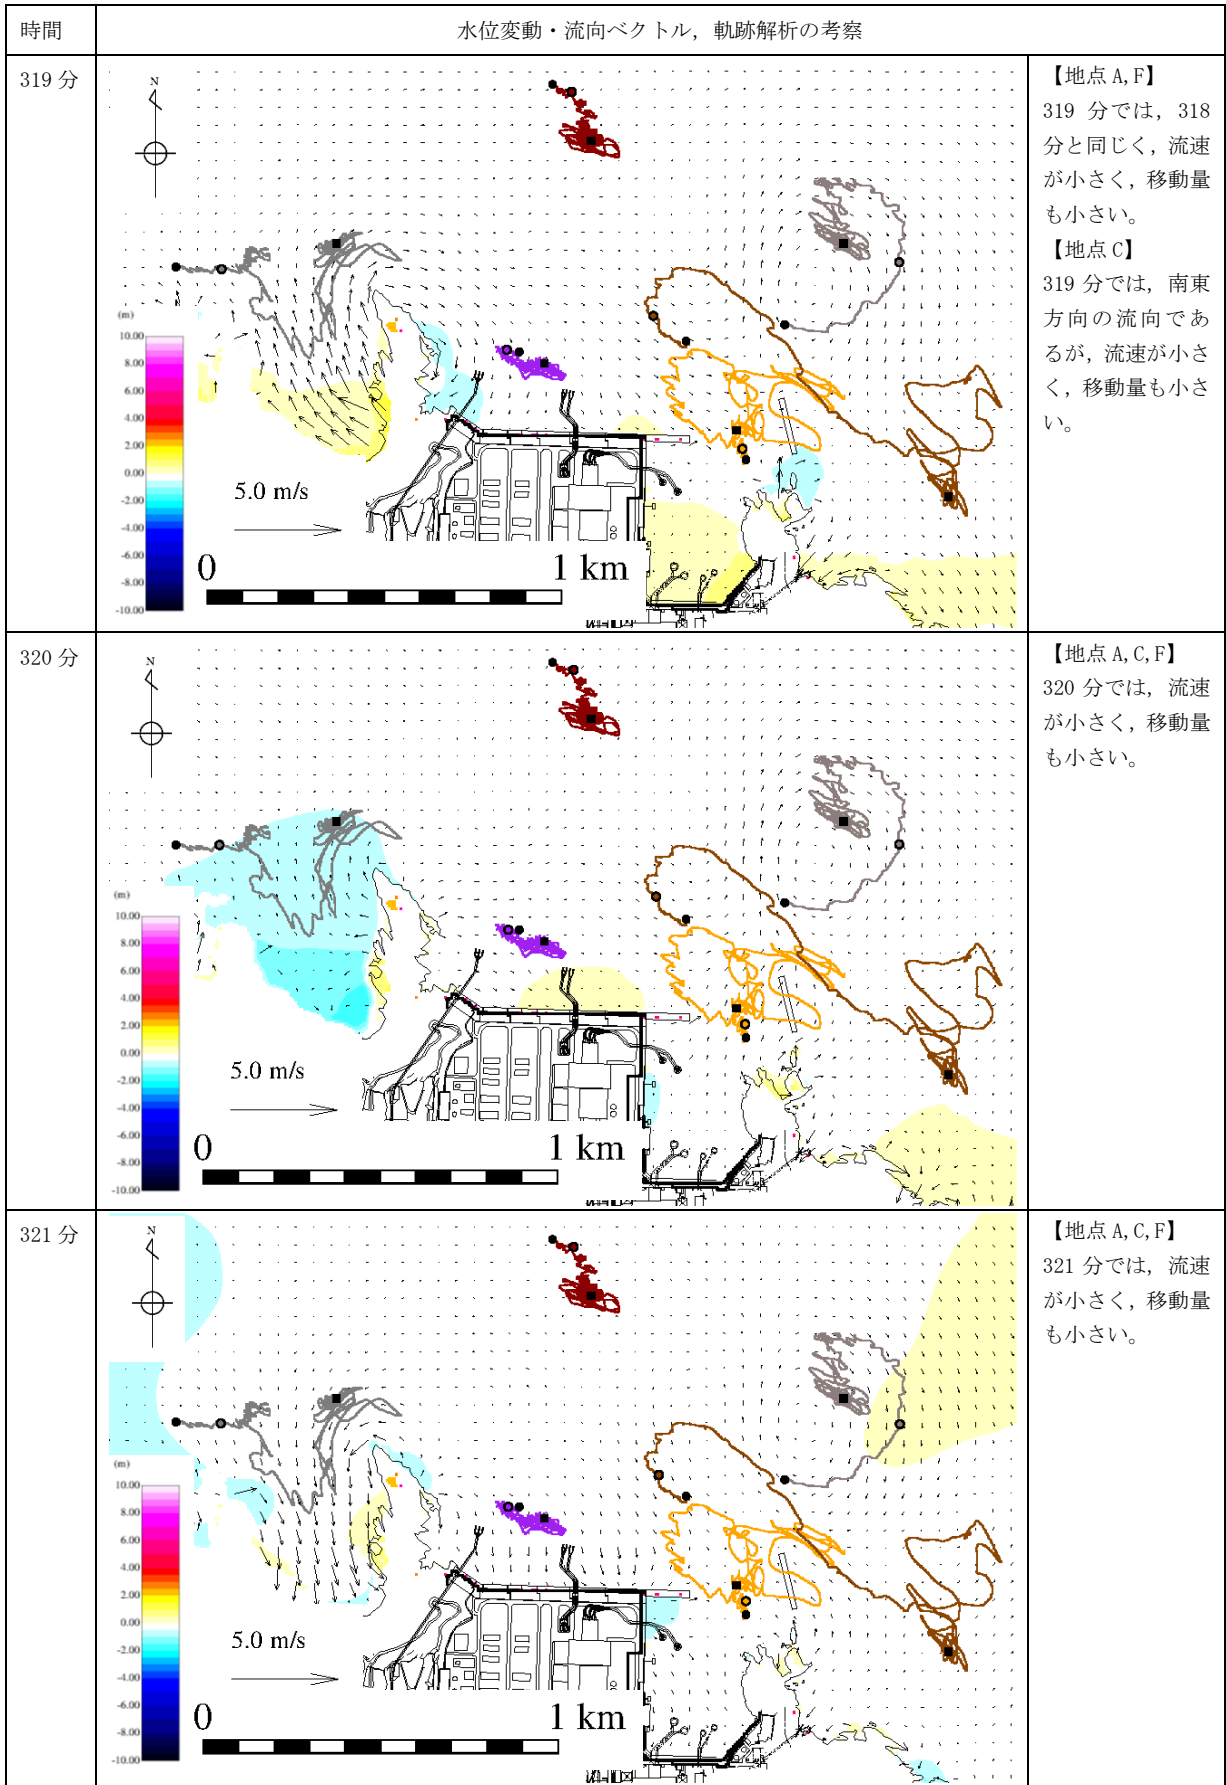 時間
水位変動・流向ベクトル，軌跡解析の考察
319 分
N
(m)
10.00
8.00
6.00
4.00
2.00
0.00
-2.00
-4.00
-6.00
-8.00
-10.00
5.0 m/s
0
1 km
【地点 A,F】
319 分では，318
分と同じく，流速
が小さく，移動量
も小さい。
【地点 C】
319 分では，南東
方向の流向であ
るが，流速が小さ
く，移動量も小さ
い。
320 分
N
(m)
10.00
8.00
6.00
4.00
2.00
0.00
-2.00
-4.00
-6.00
-8.00
-10.00
5.0 m/s
0
1 km
【地点 A,C,F】
320 分では，流速
が小さく，移動量
も小さい。
321 分
N
(m)
10.00
8.00
6.00
4.00
2.00
0.00
-2.00
-4.00
-6.00
-8.00
-10.00
5.0 m/s
0
1 km
【地点 A,C,F】
321 分では，流速
が小さく，移動量
も小さい。